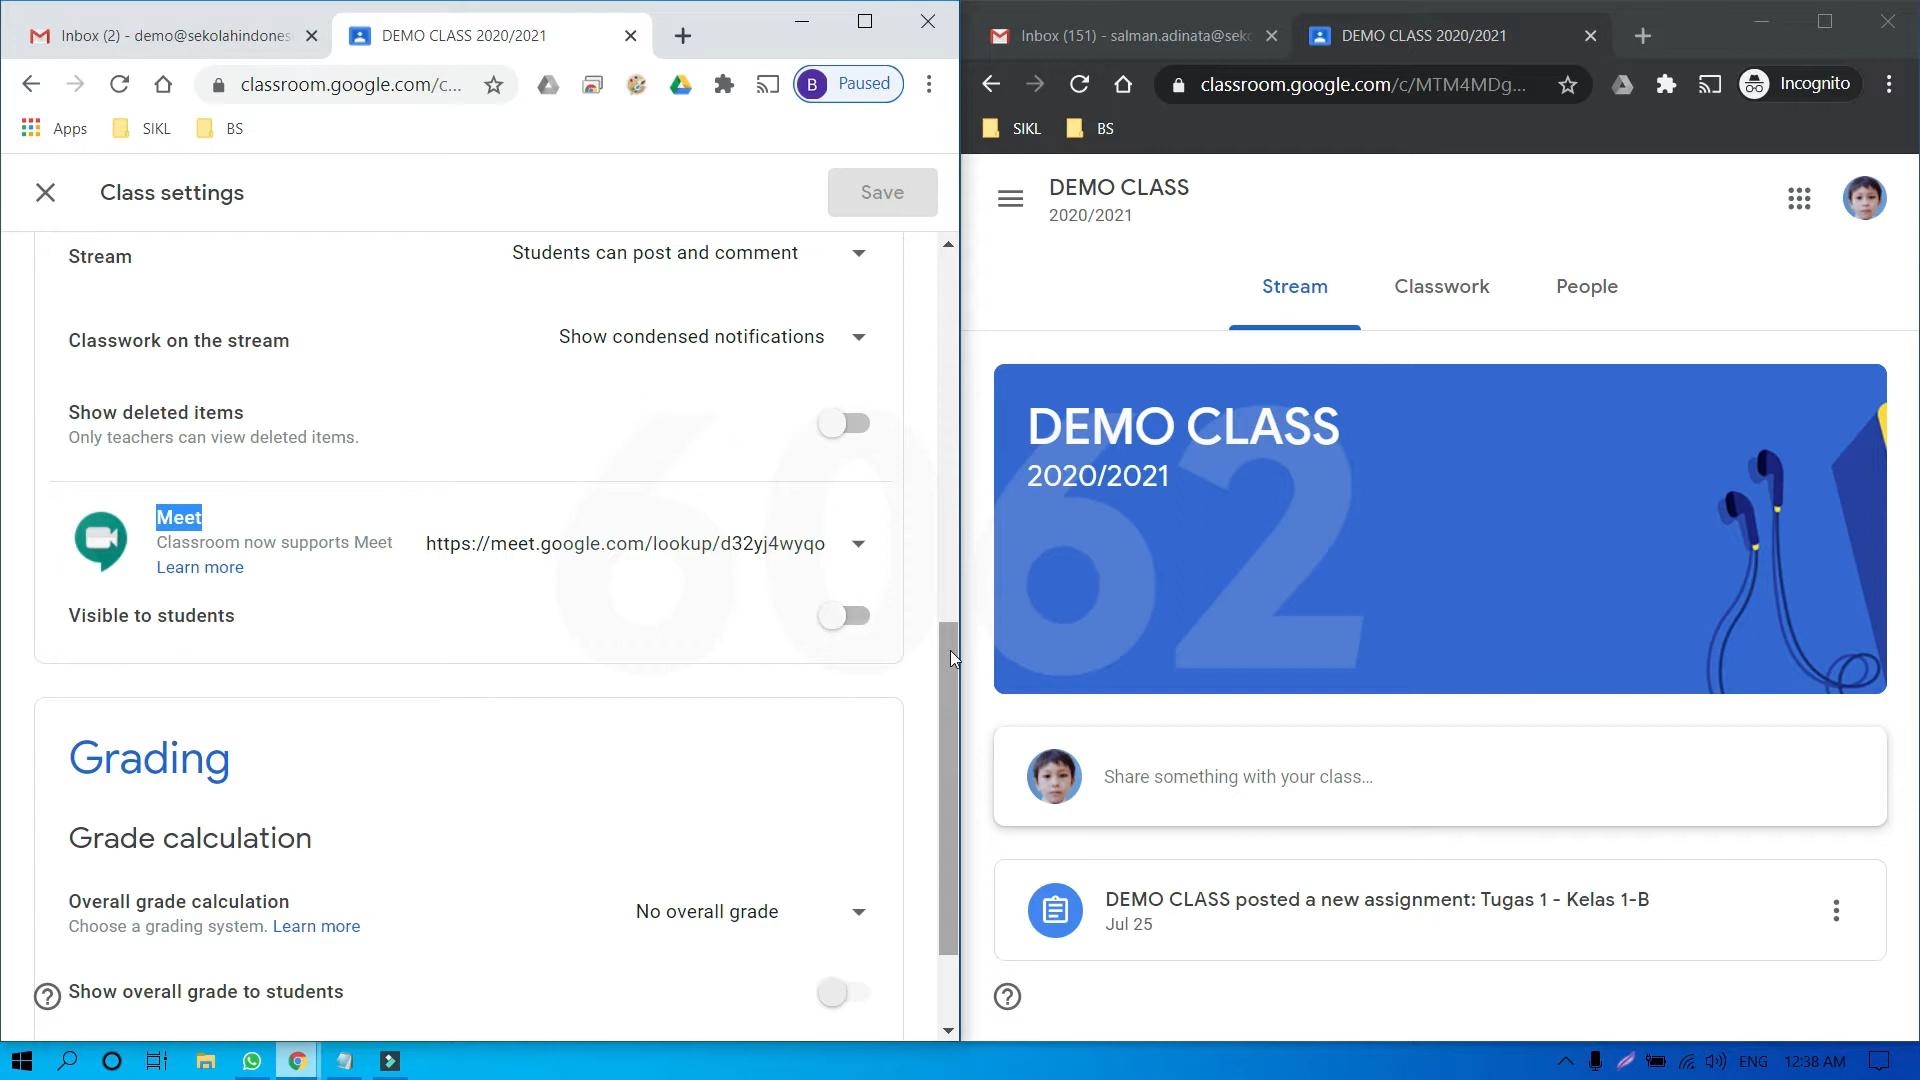 Inbox (2) - demo@sekolahindones
DEMO CLASS 2020/2021
classroom.google.com/c...
B
Paused
Apps
SIKL
BS
Class settings
Save
Stream
Students can post and comment
Classwork on the stream
Show condensed notifications
Show deleted items
Only teachers can view deleted items.
Meet
Classroom now supports Meet
Learn more
https://meet.google.com/lookup/d32yj4wyqo
Visible to students
Grading
Grade calculation
Overall grade calculation
Choose a grading system. Learn more
No overall grade
Show overall grade to students
Inbox (151) - salman.adinata@seko
DEMO CLASS 2020/2021
classroom.google.com/c/MTM4MDg...
Incognito
SIKL
BS
DEMO CLASS
2020/2021
Stream
Classwork
People
DEMO CLASS
2020/2021
6062
Share something with your class...
DEMO CLASS posted a new assignment: Tugas 1 - Kelas 1-B
Jul 25
ENG
12:38 AM